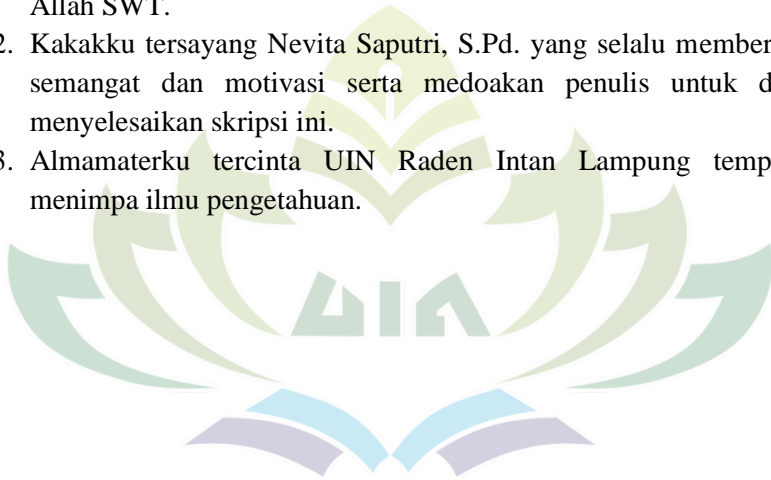 Allah SWT.
2. Kakakku tersayang Nevita Saputri, S.Pd. yang selalu member
semangat dan motivasi serta medoakan penulis untuk d
menyelesaikan skripsi ini.
3. Almamaterku tercinta UIN Raden Intan Lampung temp
menimpa ilmu pengetahuan.
UIN